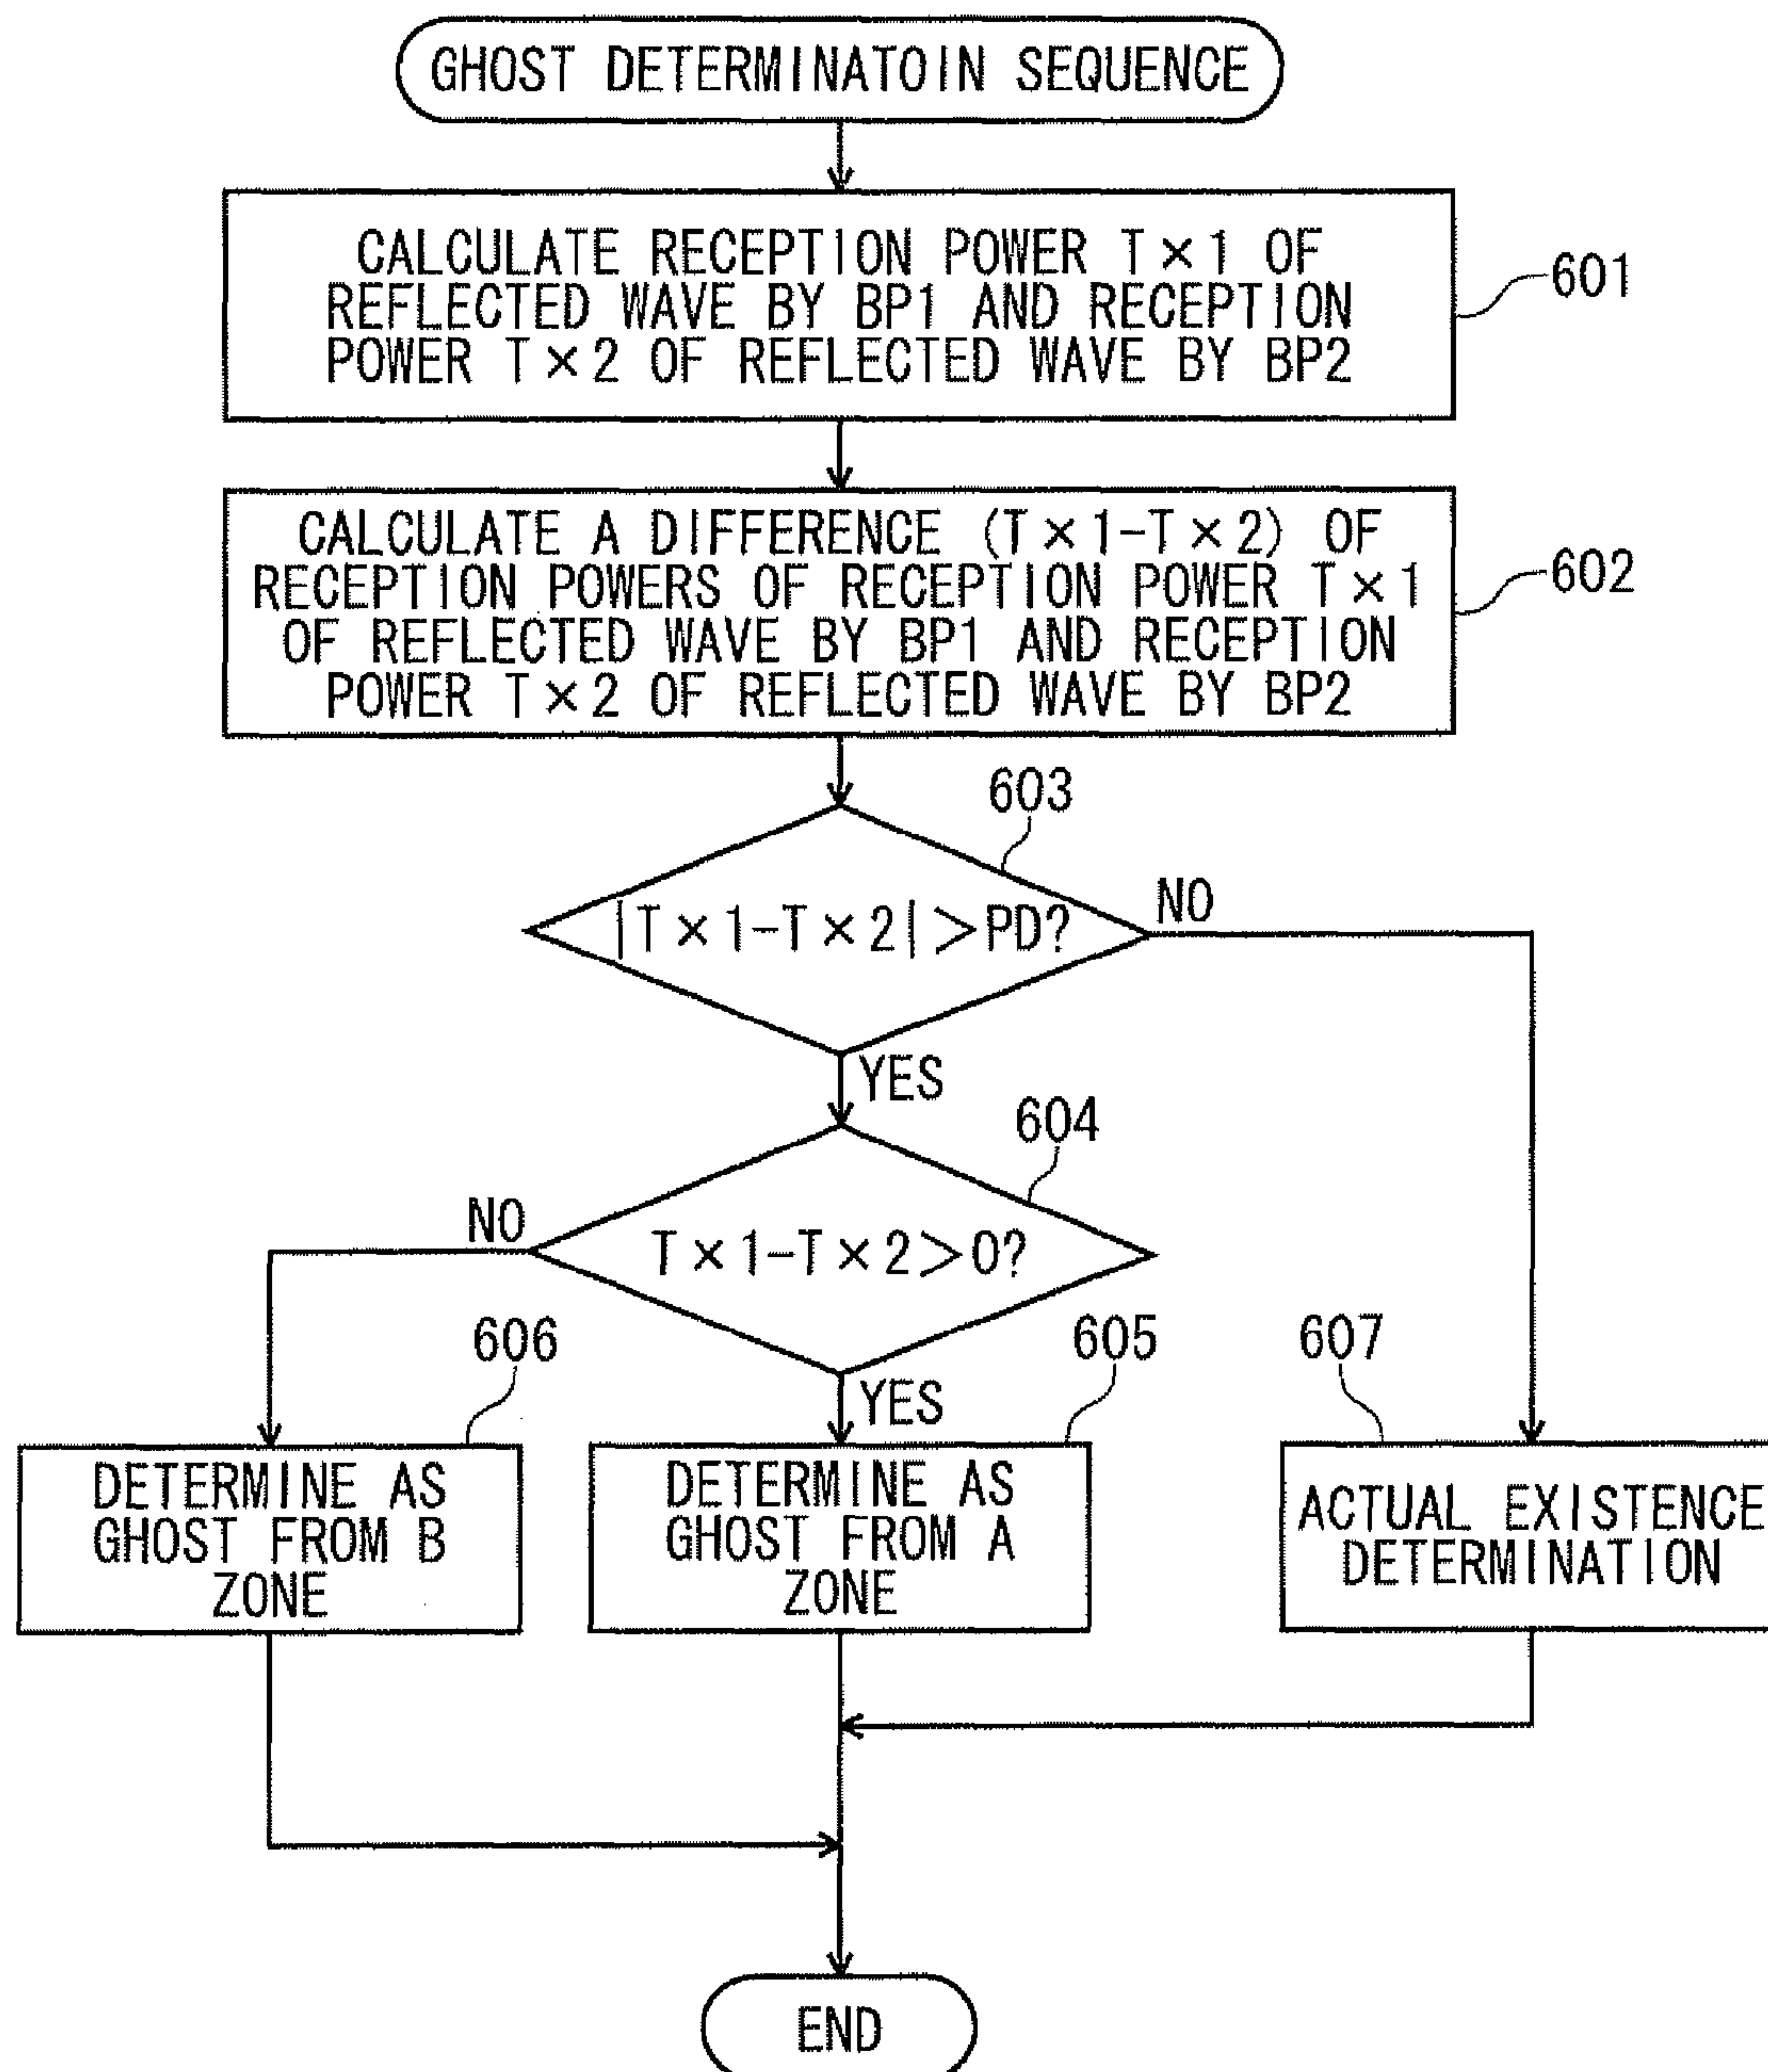 GHOST DETERMINATOIN SEQUENCE
CALCULATE RECEPTION POWER T×1 OF
REFLECTED WAVE BY BP1 AND RECEPTION
POWER T×2 OF REFLECTED WAVE BY BP2
601
CALCULATE A DIFFERENCE (T×1-T×2) OF
RECEPTION POWERS OF RECEPTION POWER T×1
OF REFLECTED WAVE BY BP1 AND RECEPTION
POWER T×2 OF REFLECTED WAVE BY BP2
602
603
|T×1-T×2|>PD?
NO
YES
604
T×1-T×2>0?
NO
YES
606
DETERMINE AS
GHOST FROM B
ZONE
605
DETERMINE AS
GHOST FROM A
ZONE
607
ACTUAL EXISTENCE
DETERMINATION
END